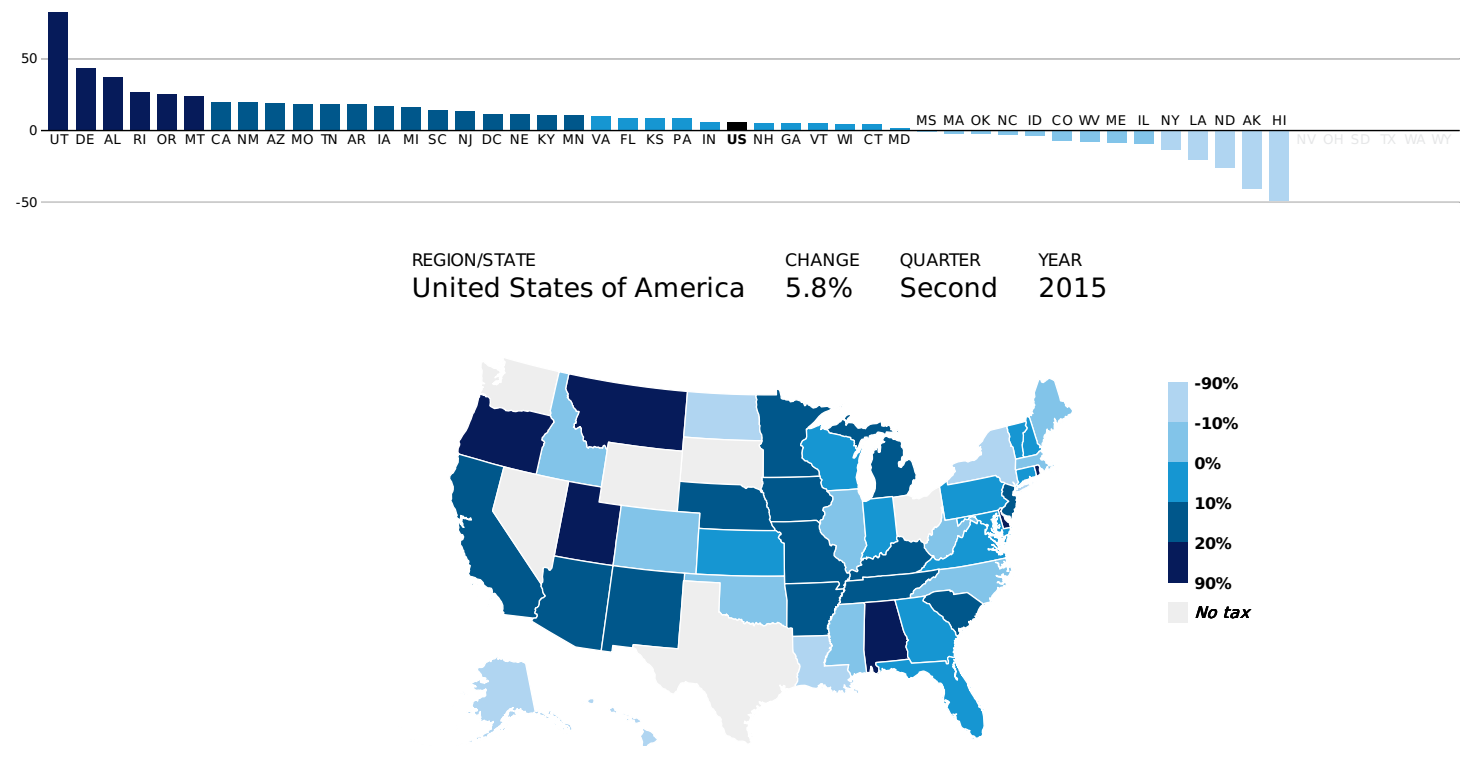 50
MS MA OK NC ID CO WV ME IL NY LA ND AK HI
0
UT DE AL RI OR MT CA NM AZ MO TN AR IA MI SC NJ DC NE KY MN VA FL KS PA IN US NH GA VT WI CT MD NV OH SD TX WA WY
-50
REGION/STATE CHANGE QUARTER YEAR
United States of America 5.8% Second 2015
-90%
-10%
0%
10%
20%
90%
No tax